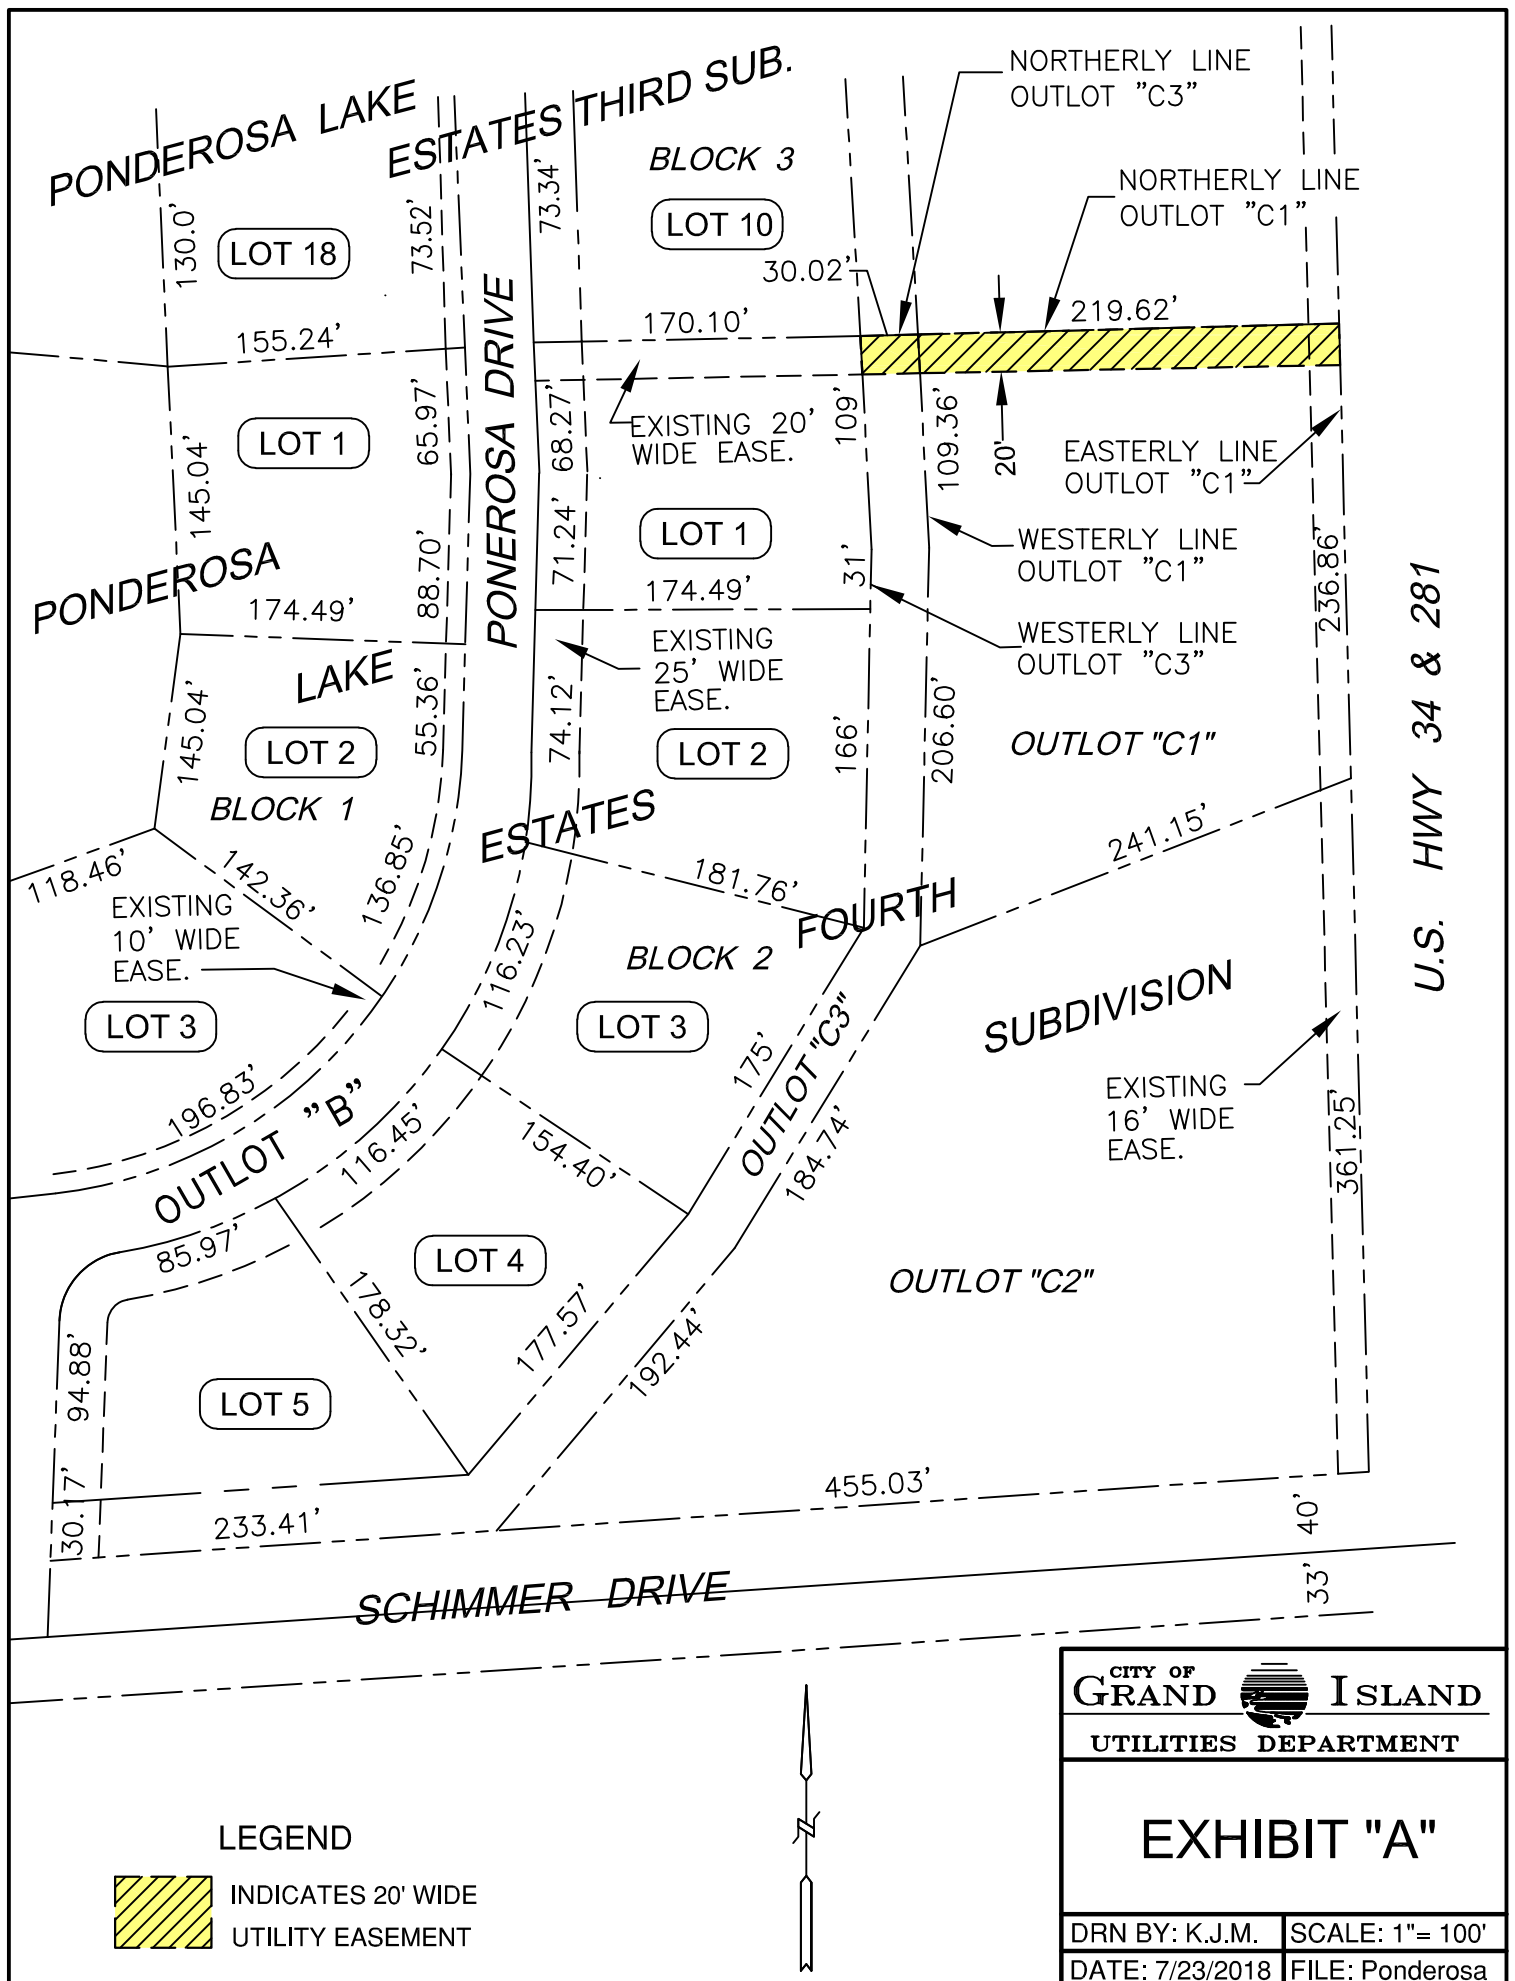 PONDEROSA LAKE
ESTATES THIRD SUB.
NORTHERLY LINE
OUTLOT "C3"
BLOCK 3
NORTHERLY LINE
OUTLOT "C1"
130.0'
LOT 18
73.52'
73.34'
LOT 10
30.02'
155.24'
PONEROSA DRIVE
170.10'
219.62'
LOT 1
65.97'
68.27'
EXISTING 20'
WIDE EASE.
109'
109.36'
20'
EASTERLY LINE
OUTLOT "C1"
145.04'
LOT 1
WESTERLY LINE
OUTLOT "C1"
PONDEROSA
88.70'
71.24'
31'
236.86'
174.49'
174.49'
WESTERLY LINE
OUTLOT "C3"
U.S. HWY 34 & 281
LAKE
EXISTING
25' WIDE
EASE.
145.04'
55.36'
74.12'
LOT 2
LOT 2
166'
206.60'
OUTLOT "C1"
BLOCK 1
ESTATES
241.15'
118.46'
142.36'
136.85'
181.76'
FOURTH
EXISTING
10' WIDE
EASE.
116.23'
BLOCK 2
SUBDIVISION
LOT 3
LOT 3
OUTLOT "C3"
175'
EXISTING
16' WIDE
EASE.
196.83'
OUTLOT "B"
116.45'
154.40'
184.74'
361.25'
85.97'
LOT 4
OUTLOT "C2"
178.32'
177.57'
192.44'
94.88'
LOT 5
30.17'
233.41'
455.03'
40'
33'
SCHIMMER DRIVE
CITY OF
GRAND ISLAND
UTILITIES DEPARTMENT
EXHIBIT "A"
LEGEND
INDICATES 20' WIDE
UTILITY EASEMENT
N
DRN BY: K.J.M.
SCALE: 1"= 100'
DATE: 7/23/2018
FILE: Ponderosa